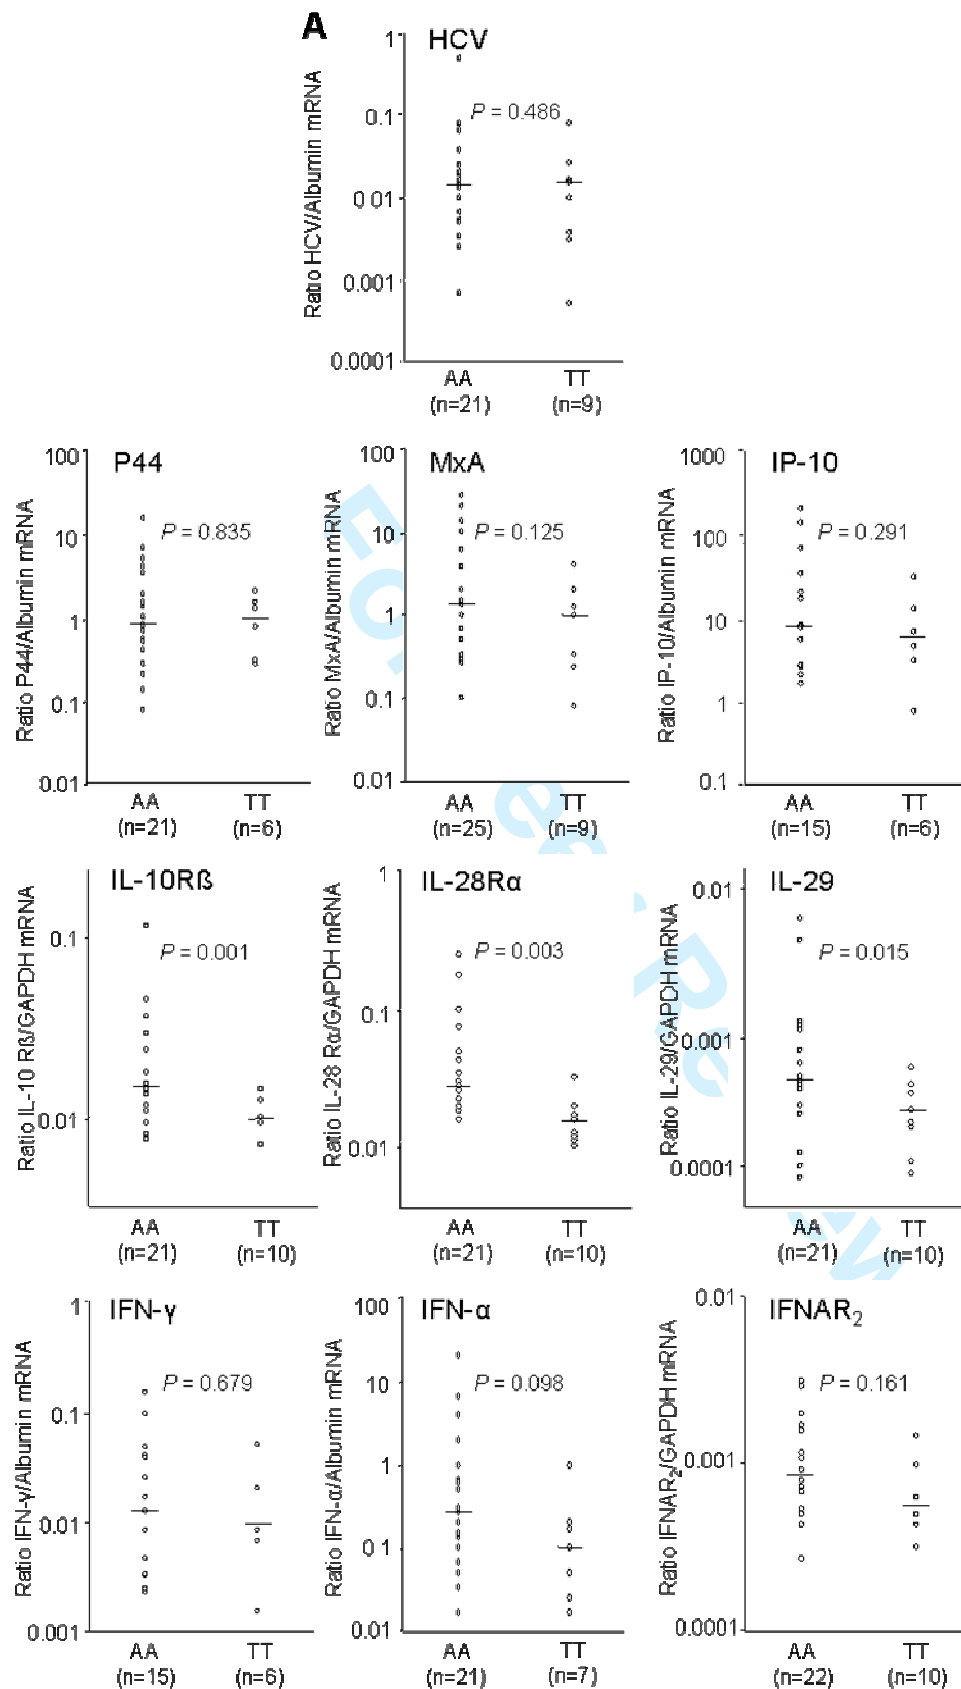 A
HCV
Ratio HCV/Albumin mRNA
1
0.1
0 01
0.001
0.0001
P = 0.486
AA
(n=21)
TT
(n=9)
P44
Ratio P44/Albumin mRNA
100
10
1
0.1
0.01
P = 0.835
AA
(n=21)
TT
(n=6)
MxA
Ratio MxA/Albumin mRNA
100
10
1
0.1
0.01
P = 0.125
AA
(n=25)
TT
(n=9)
IP-10
Ratio IP-10/Albumin mRNA
1000
100
10
1
0.1
P = 0.291
AA
(n=15)
TT
(n=6)
IL-10Rß
Ratio IL-10 Rß/GAPDH mRNA
0.1
0.01
P = 0.001
AA
(n=21)
TT
(n=10)
IL-28Rα
Ratio IL-28 Rα/GAPDH mRNA
1
0.1
0.01
P = 0.003
AA
(n=21)
TT
(n=10)
IL-29
Ratio IL-29/GAPDH mRNA
0.01
0.001
0.0001
P = 0.015
AA
(n=21)
TT
(n=10)
IFN-γ
Ratio IFN-γ/Albumin mRNA
1
0.1
0.01
0.001
P = 0.679
AA
(n=15)
TT
(n=6)
IFN-α
Ratio IFN-α/Albumin mRNA
100
10
1
0 1
0.01
P = 0.098
AA
(n=21)
TT
(n=7)
IFNAR₂
Ratio IFNAR₂/GAPDH mRNA
0.01
0.001
0.0001
P = 0.161
AA
(n=22)
TT
(n=10)